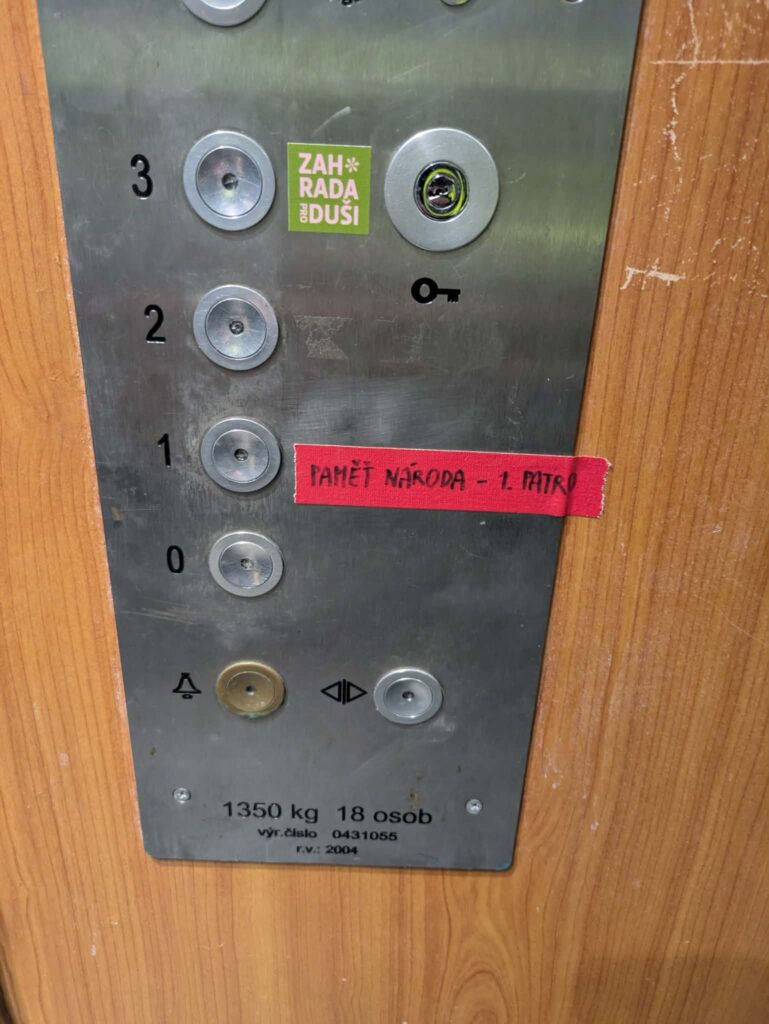 3
ZAH
RADA
PRO DUŠI
2
1
PAMĚŤ NÁRODA - 1. PATRO
0
1350 kg 18 osob
výr.číslo 0431055
r.v.: 2004